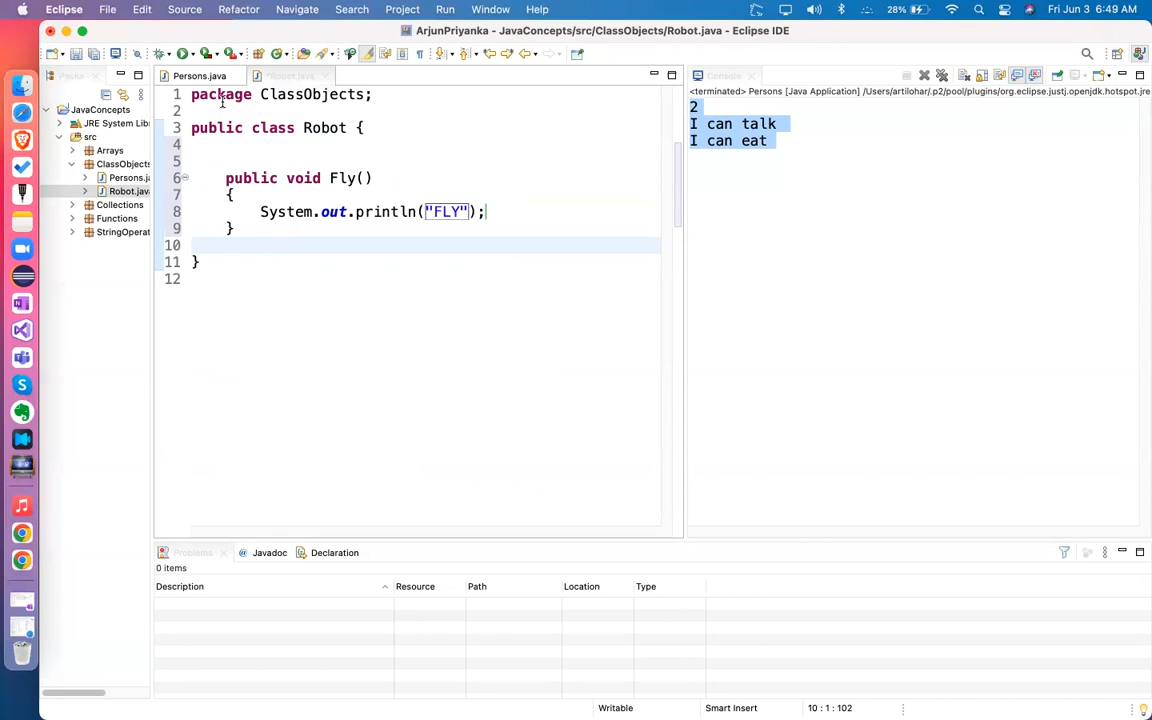 Eclipse File Edit Source Refactor Navigate Search Project Run Window Help 28% Fri Jun 3 6:49 AM
ArjunPriyanka - JavaConcepts/src/ClassObjects/Robot.java - Eclipse IDE
Persons.java *Robot.java Console
<terminated> Persons [Java Application] /Users/artilohar/.p2/pool/plugins/org.eclipse.justj.openjdk.hotspot.jre
JavaConcepts
JRE System Lib
src
Arrays
ClassObjects
Persons.ja
Robot.java
Collections
Functions
StringOperat
1 package ClassObjects;
2
3 public class Robot {
4
5
6 public void Fly()
7 {
8 System.out.println("FLY");
9 }
10
11 }
12
2
I can talk
I can eat
Problems @ Javadoc Declaration
0 items
Description Resource Path Location Type
Writable Smart Insert 10 : 1 : 102